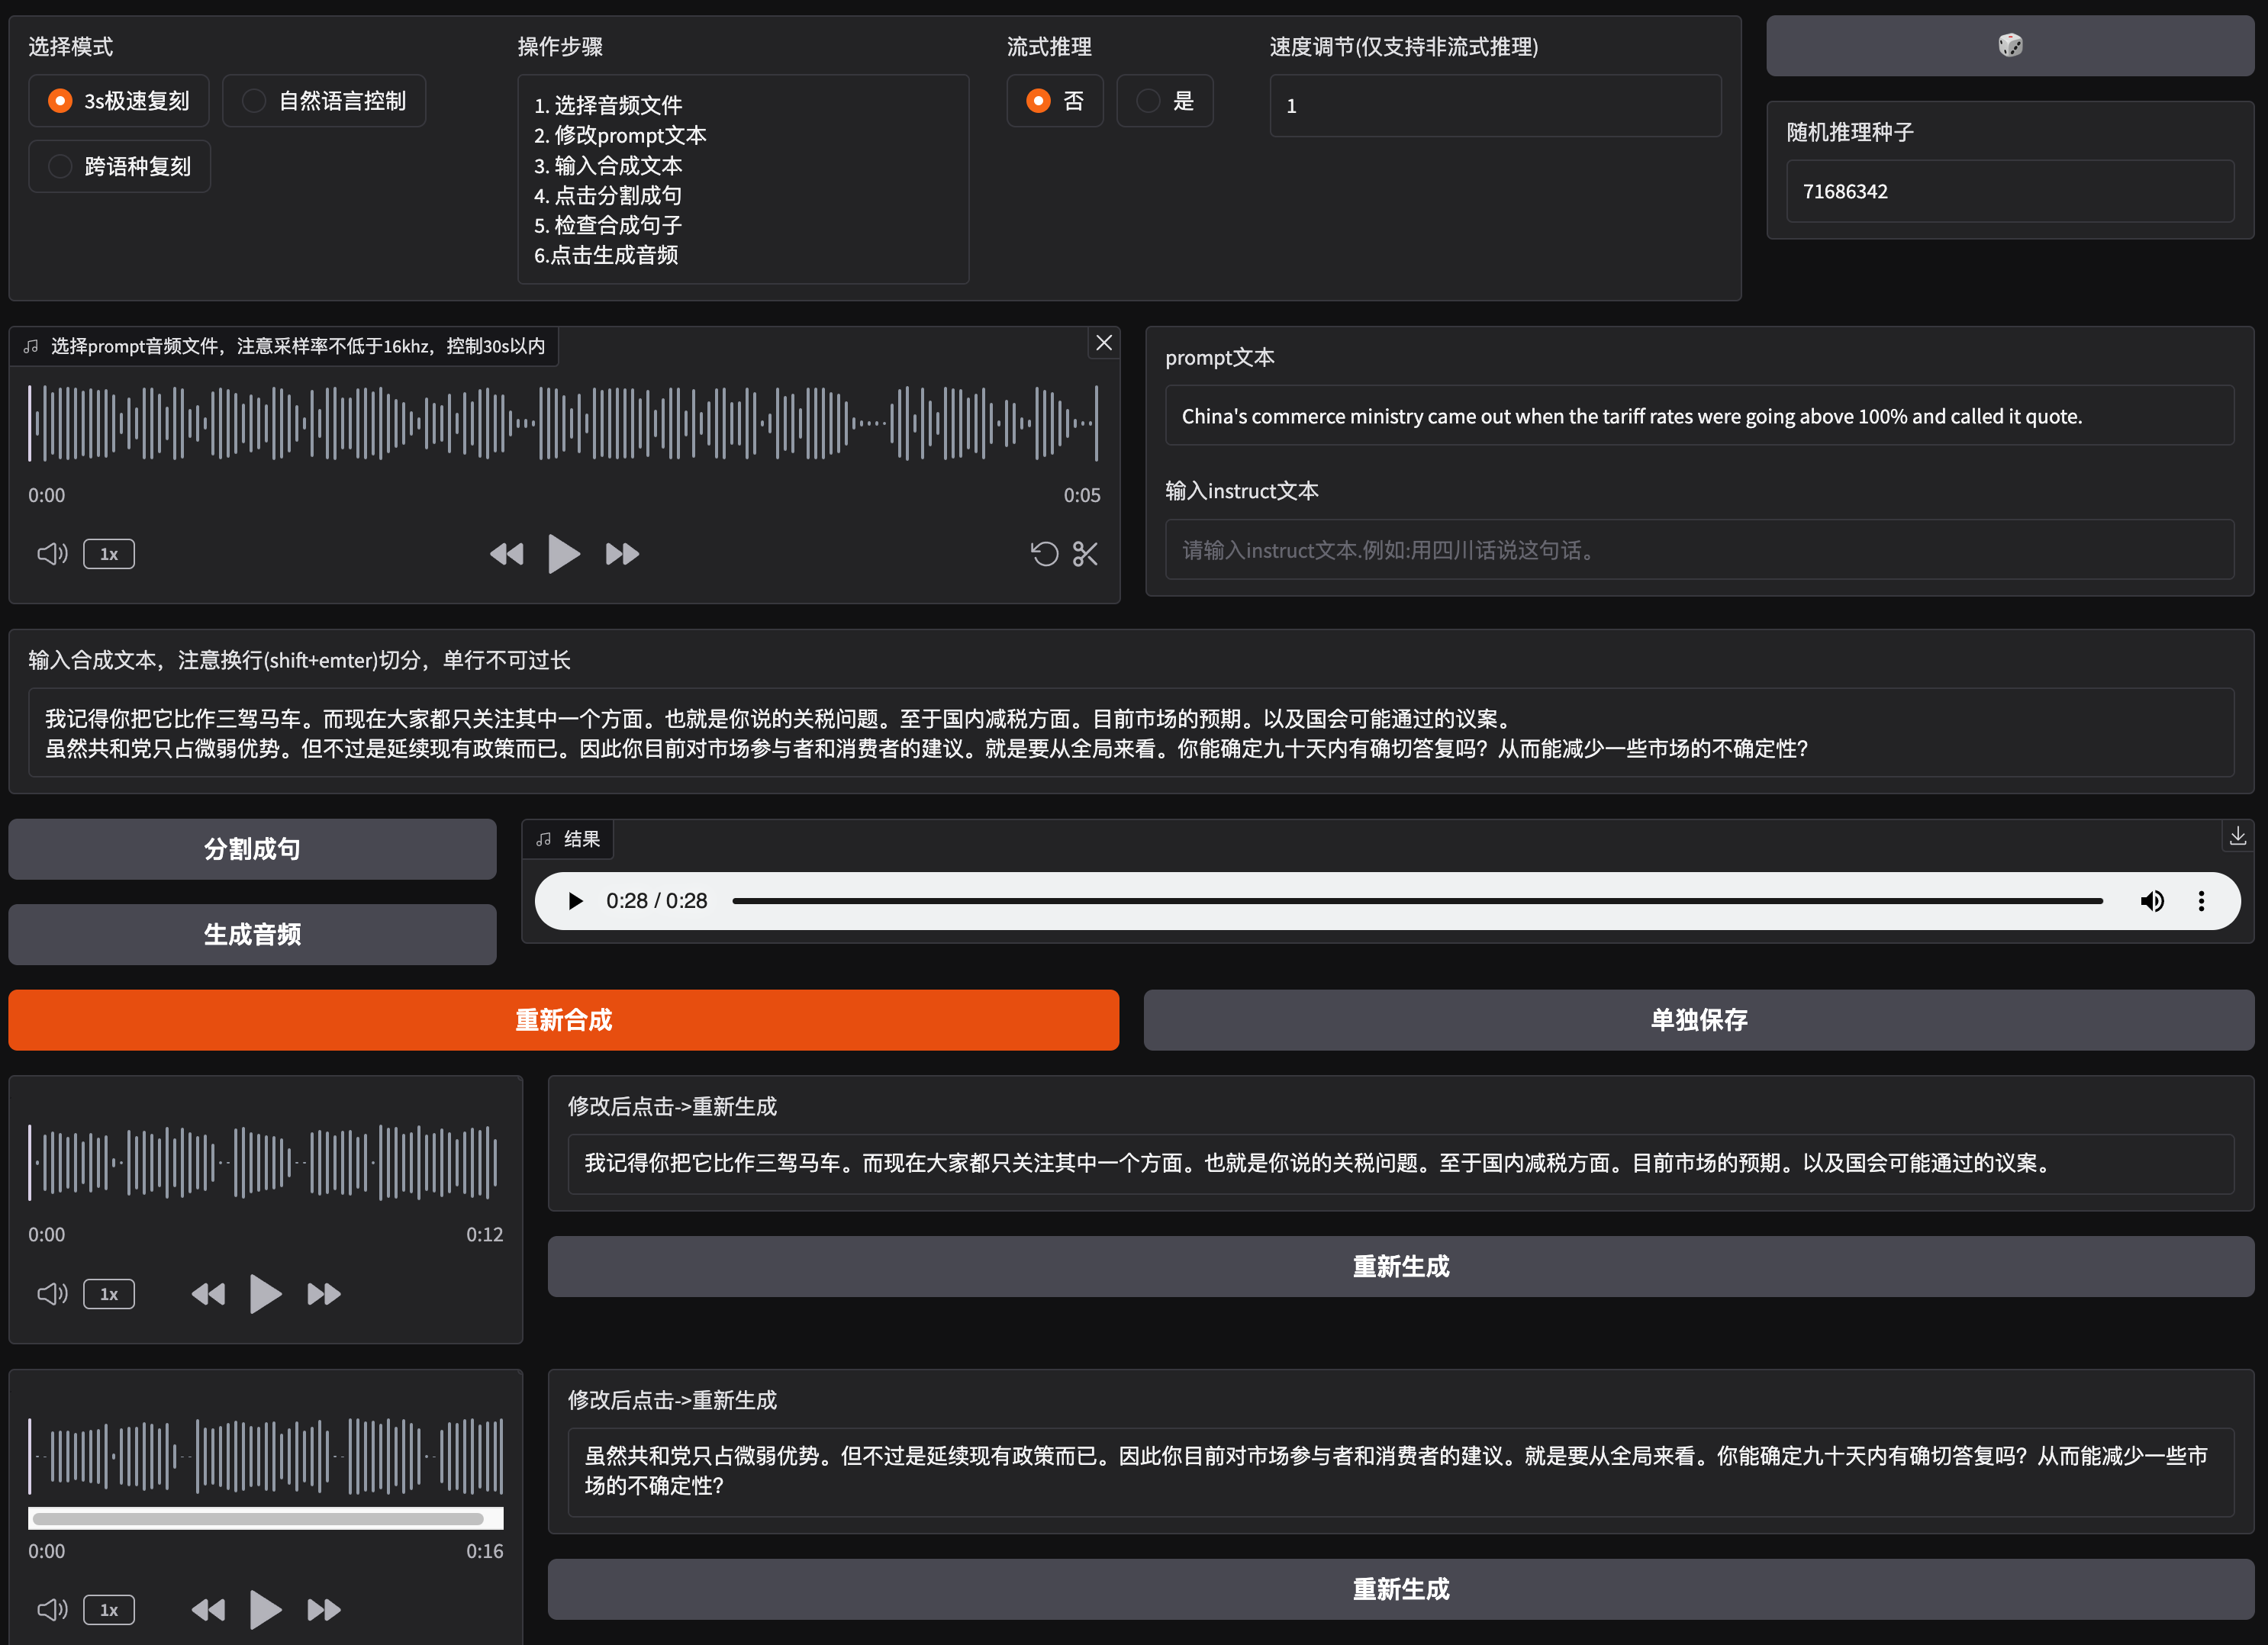 选择模式
3s极速复刻
自然语言控制
跨语种复刻
操作步骤
1. 选择音频文件
2. 修改prompt文本
3. 输入合成文本
4. 点击分割成句
5. 检查合成句子
6.点击生成音频
流式推理
否
是
速度调节(仅支持非流式推理)
1
随机推理种子
71686342
选择prompt音频文件，注意采样率不低于16khz，控制30s以内
0:00
0:05
1x
prompt文本
China's commerce ministry came out when the tariff rates were going above 100% and called it quote.
输入instruct文本
请输入instruct文本.例如:用四川话说这句话。
输入合成文本，注意换行(shift+emter)切分，单行不可过长
我记得你把它比作三驾马车。而现在大家都只关注其中一个方面。也就是你说的关税问题。至于国内减税方面。目前市场的预期。以及国会可能通过的议案。
虽然共和党只占微弱优势。但不过是延续现有政策而已。因此你目前对市场参与者和消费者的建议。就是要从全局来看。你能确定九十天内有确切答复吗？从而能减少一些市场的不确定性？
分割成句
生成音频
结果
0:28 / 0:28
重新合成
单独保存
0:00
0:12
1x
修改后点击->重新生成
我记得你把它比作三驾马车。而现在大家都只关注其中一个方面。也就是你说的关税问题。至于国内减税方面。目前市场的预期。以及国会可能通过的议案。
重新生成
0:00
0:16
1x
修改后点击->重新生成
虽然共和党只占微弱优势。但不过是延续现有政策而已。因此你目前对市场参与者和消费者的建议。就是要从全局来看。你能确定九十天内有确切答复吗？从而能减少一些市
场的不确定性？
重新生成